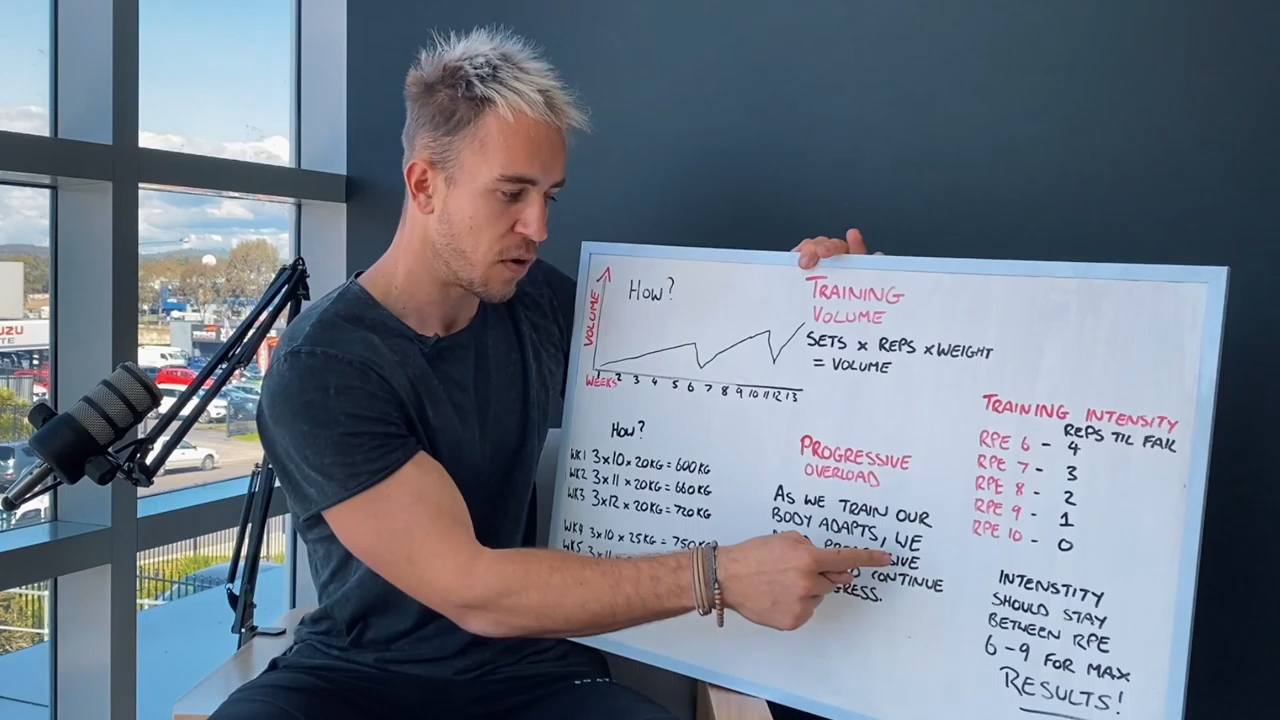 How?
VOLUME
WEEKS 2 3 4 5 6 7 8 9 10 11 12 13
TRAINING
VOLUME
SETS x REPS x WEIGHT
= VOLUME
How?
WK1 3x10 x 20KG = 600KG
WK2 3x11 x 20KG = 660KG
WK3 3x12 x 20KG = 720KG
WK4 3x10 x 25KG = 750KG
WK5 3x11
PROGRESSIVE
OVERLOAD
AS WE TRAIN OUR
BODY ADAPTS, WE
CONTINUE
TRAINING INTENSITY
REPS TIL FAIL
RPE 6 - 4
RPE 7 - 3
RPE 8 - 2
RPE 9 - 1
RPE 10 - 0
INTENSTITY
SHOULD STAY
BETWEEN RPE
6-9 FOR MAX
RESULTS!